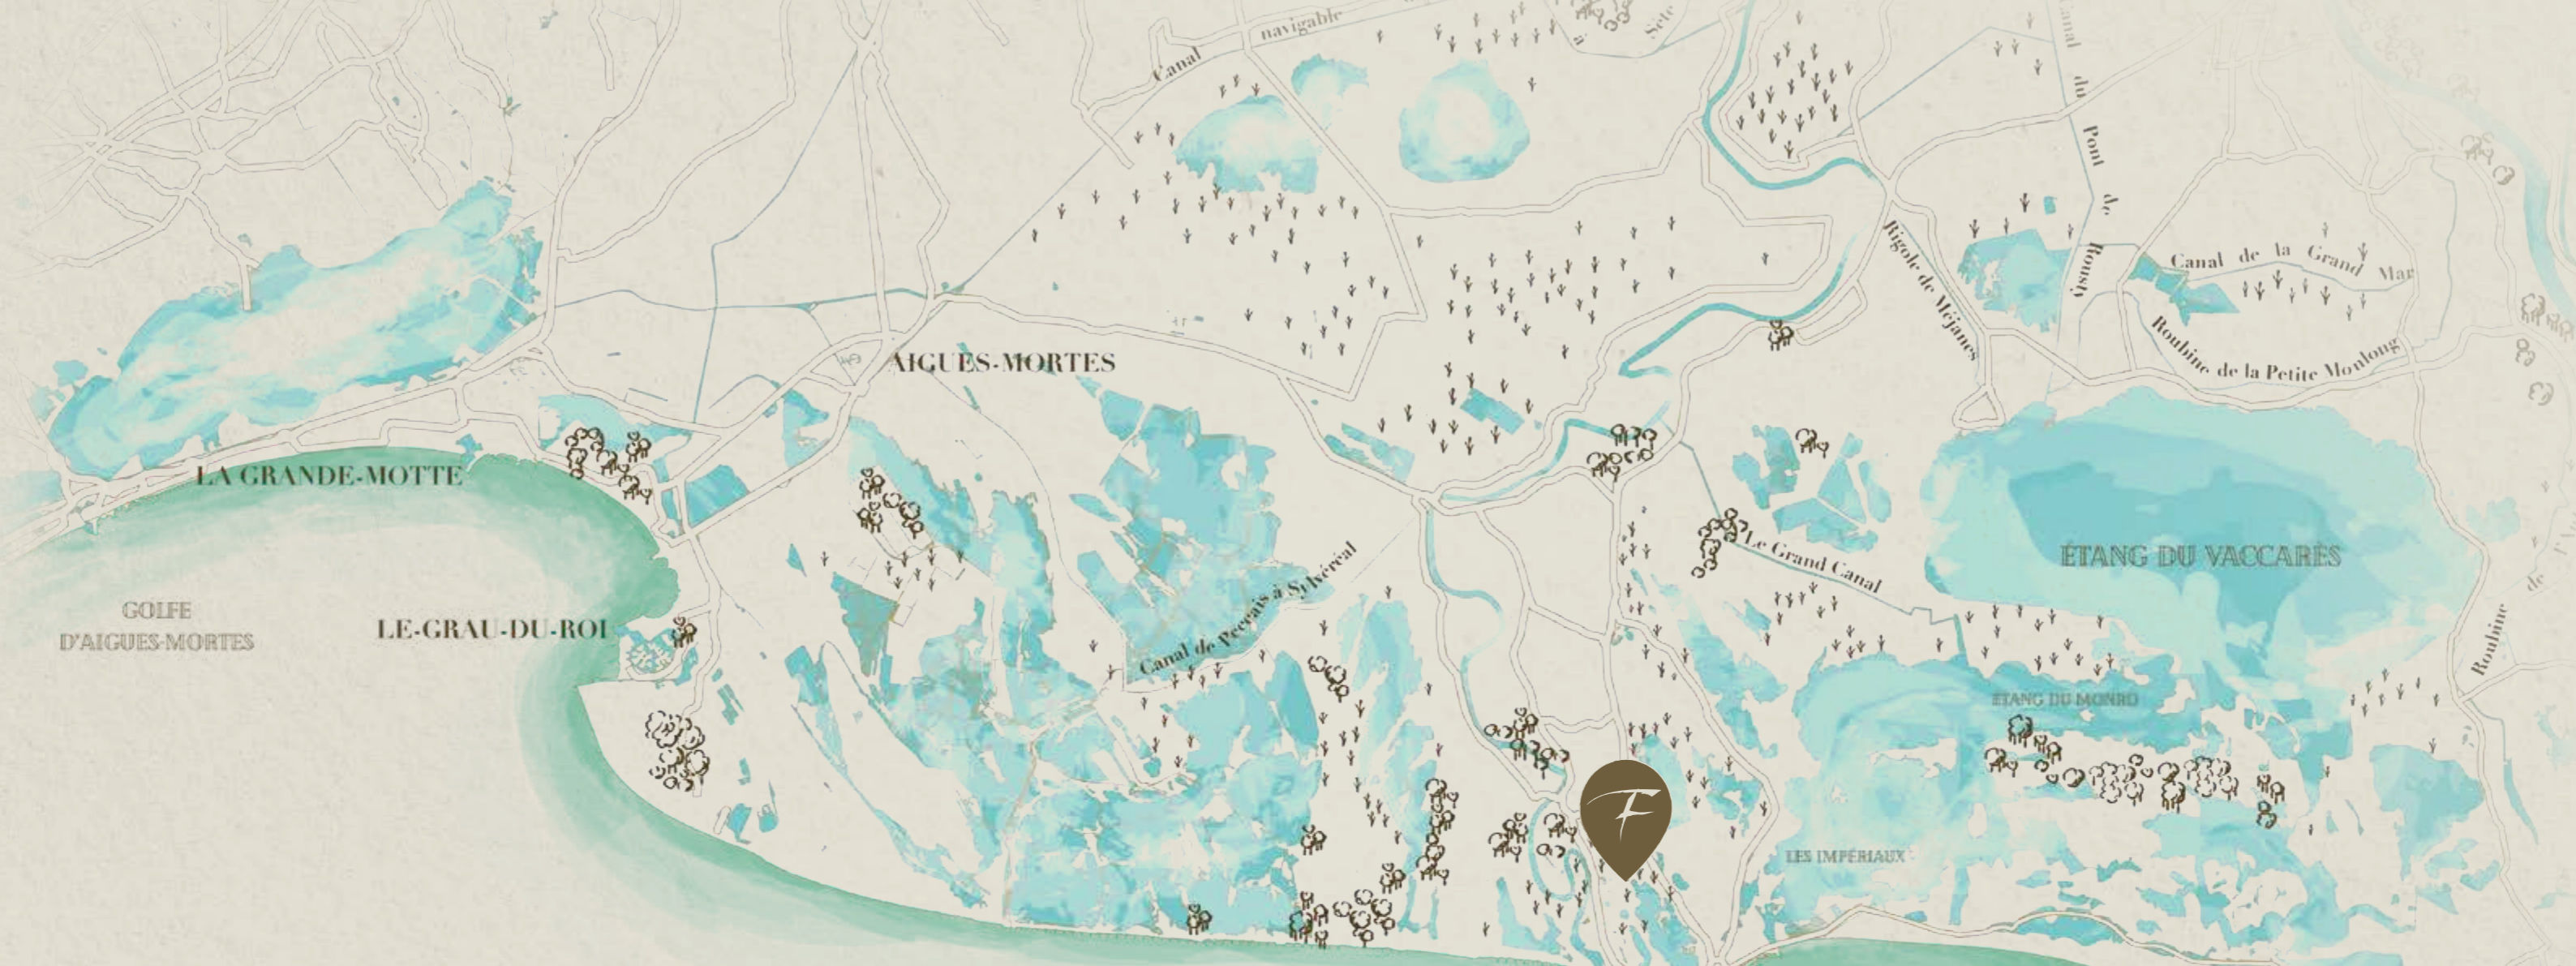 Canal navigable
à Sète
Canal du Pont de Rousty
Canal de la Grand Mar
Rigole de Méjanes
Roubine de la Petite Monlong
AIGUES-MORTES
LA GRANDE-MOTTE
Le Grand Canal
ÉTANG DU VACCARÈS
Canal de Peccais à Sylvéréal
GOLFE
D'AIGUES-MORTES
LE-GRAU-DU-ROI
Roubine de
ÉTANG DU MONRO
F
LES IMPÉRIAUX